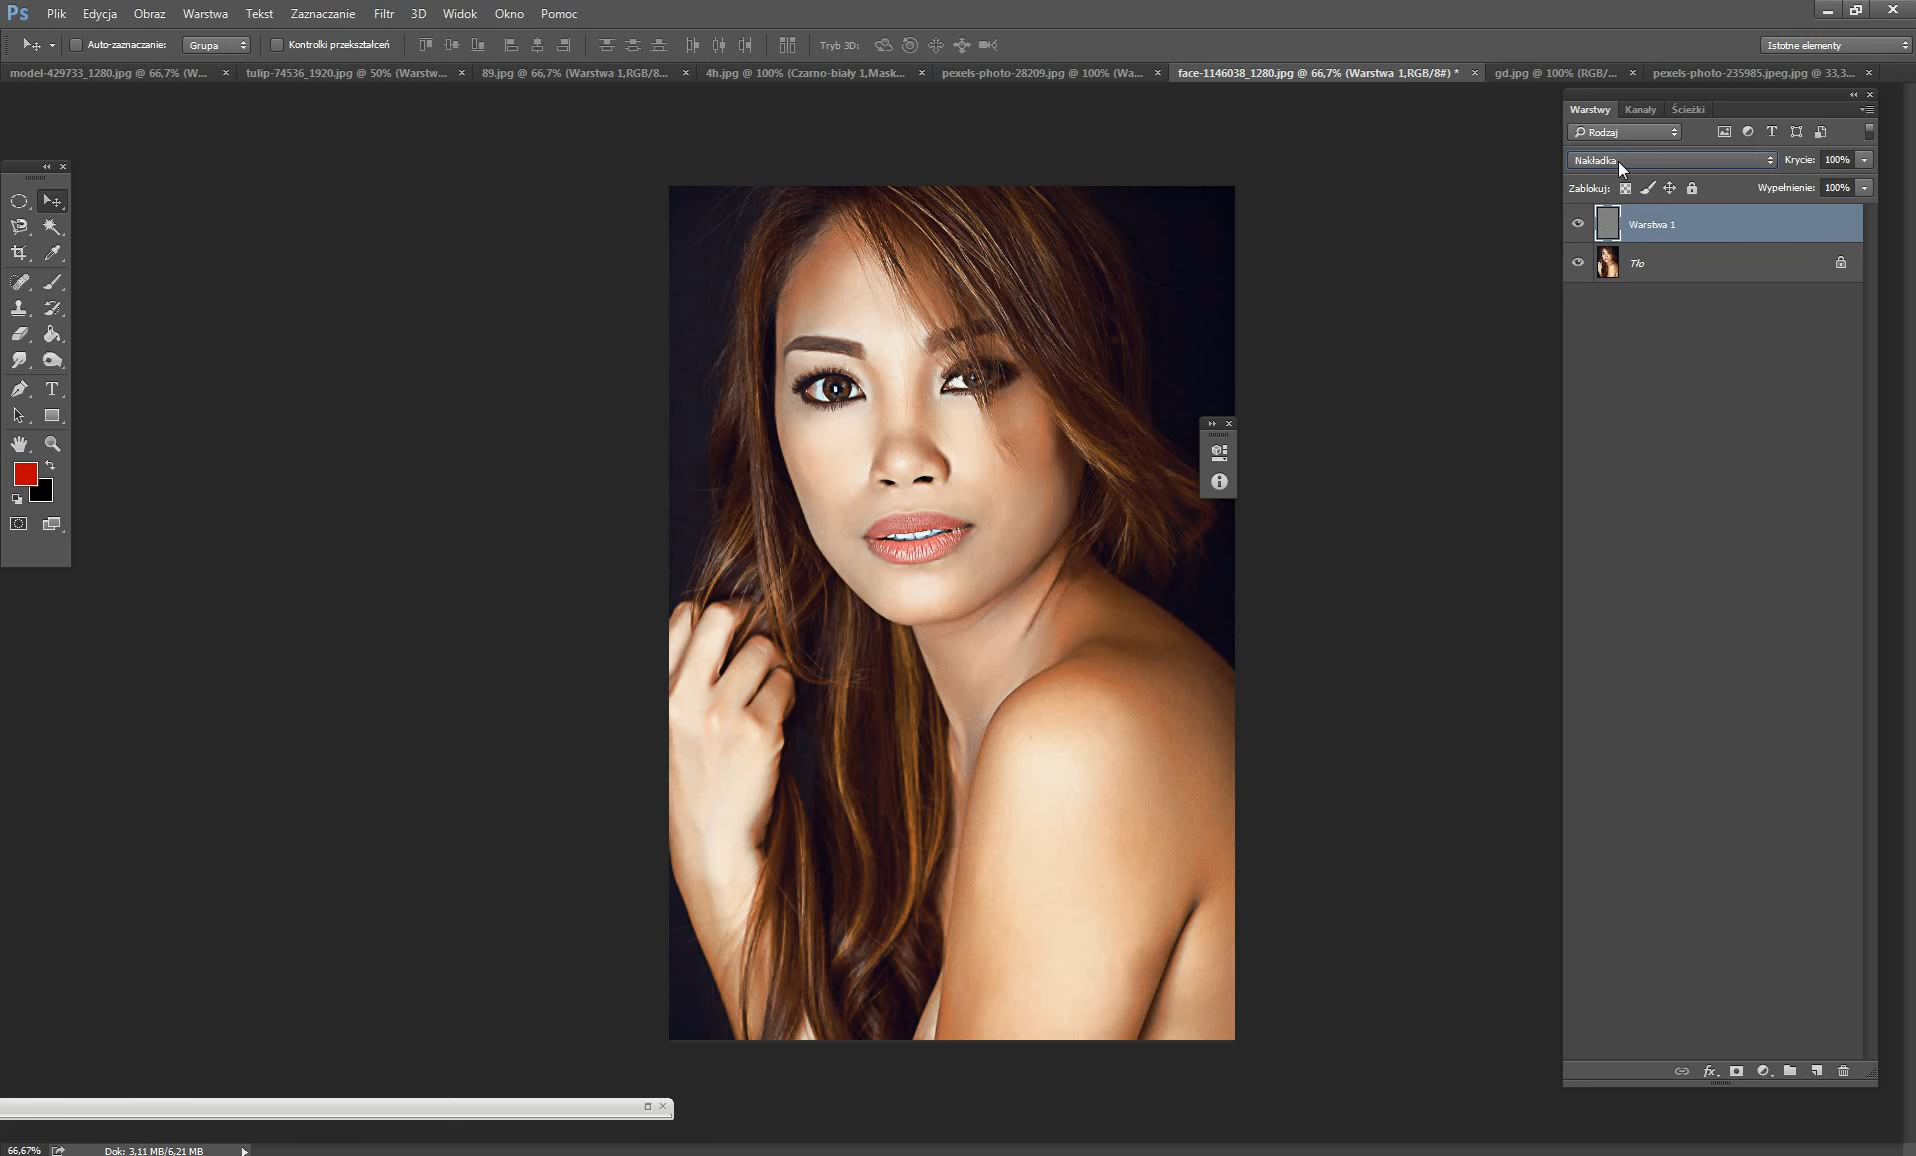 Ps Plik Edycja Obraz Warstwa Tekst Zaznaczanie Filtr 3D Widok Okno Pomoc
Auto-zaznaczanie: Grupa Kontrolki przekształceń Tryb 3D: Istotne elementy
model-429733_1280.jpg @ 66,7% (W... tulip-74536_1920.jpg @ 50% (Warstw... 89.jpg @ 66,7% (Warstwa 1,RGB/8... 4h.jpg @ 100% (Czarno-biały 1,Mask... pexels-photo-28209.jpg @ 100% (Wa... face-1146038_1280.jpg @ 66,7% (Warstwa 1,RGB/8#) * gd.jpg @ 100% (RGB/... pexels-photo-235985.jpeg.jpg @ 33,3...
Warstwy Kanały Ścieżki
Rodzaj
Nakładka Krycie: 100%
Zablokuj: Wypełnienie: 100%
Warstwa 1
Tło
T
fx
66,67% Dok: 3,11 MB/6,21 MB